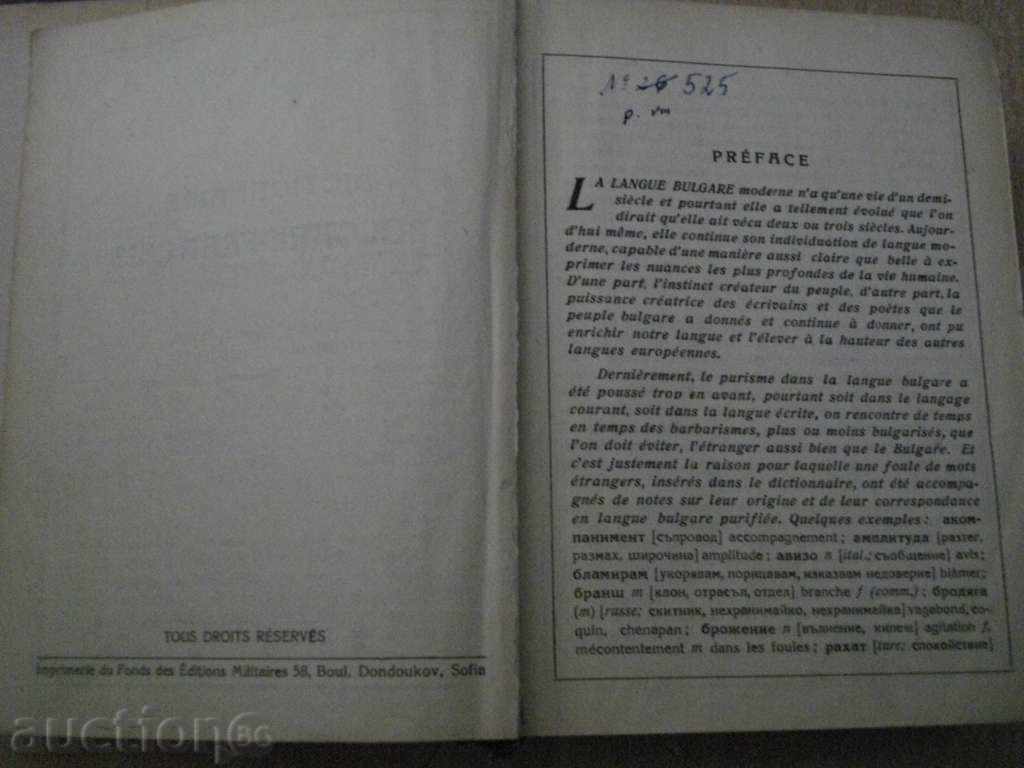 TOUS DROITS RÉSERVÉS
Imprimerie du Fonds des Éditions Militaires 58, Boul. Dondoukov, Sofia
№ 26 525
PRÉFACE
LA LANGUE BULGARE moderne n'a qu'une vie d'un demi-
siècle et pourtant elle a tellement évolué que l'on
dirait qu'elle ait vécu deux ou trois siècles. Aujour-
d'hui même, elle continue son individuation de langue mo-
derne, capable d'une manière aussi claire que belle à ex-
primer les nuances les plus profondes de la vie humaine.
D'une part, l'instinct créateur du peuple, d'autre part, la
puissance créatrice des écrivains et des poètes que le
peuple bulgare a donnés et continue à donner, ont pu
enrichir notre langue et l'élever à la hauteur des autres
langues européennes.
Dernièrement, le purisme dans la langue bulgare a
été poussé trop en avant, pourtant soit dans le langage
courant, soit dans la langue écrite, on rencontre de temps
en temps des barbarismes, plus ou moins bulgarisés, que
l'on doit éviter, l'étranger aussi bien que le Bulgare. Et
c'est justement la raison pour laquelle une foule de mots
étrangers, insérés dans le dictionnaire, ont été accompa-
gnés de notes sur leur origine et de leur correspondance
en langue bulgare purifiée. Quelques exemples : аком-
панимент [съпровод] accompagnement ; амплитуда [размет,
размах, широчина] amplitude ; авизо n [ital.; съобщение] avis ;
бламирам [укорявам, порицавам, изказвам недоверие] blâmer;
бранш m [клон, отрасъл, отдел] branche f (comm.) ; бродяга
(m) [russe: скитник, нехранимайко, нехранимайка] vagabond, co-
quin, chenapan ; брожение n [вълнение, кипеж] agitation f,
mécontentement m dans les foules ; рахат [turc: спокойствие]
auction86